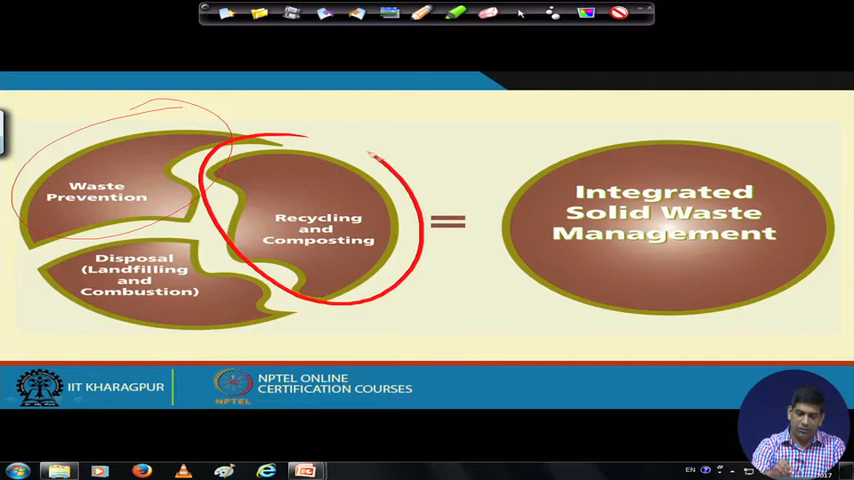 Waste
Prevention
Recycling
and
Composting
Disposal
(Landfilling
and
Combustion)
=
Integrated
Solid Waste
Management
IIT KHARAGPUR
NPTEL
NPTEL ONLINE
CERTIFICATION COURSES
EN